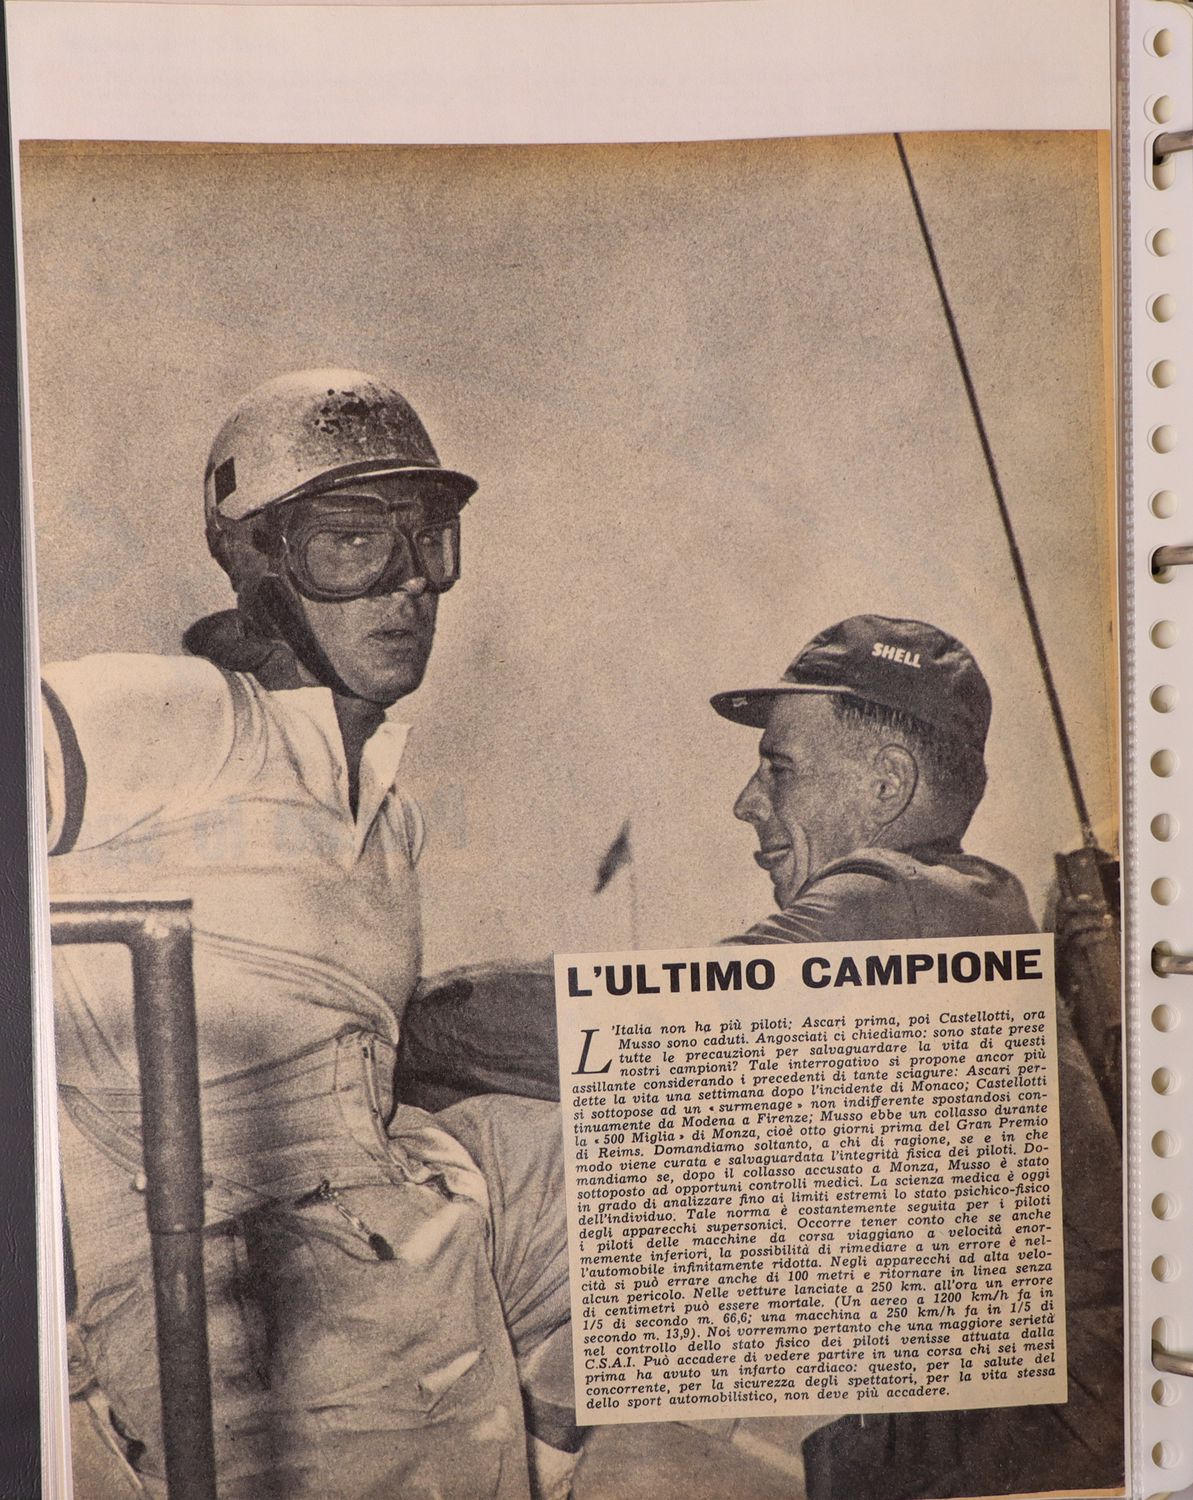 SHELL
L'ULTIMO CAMPIONE
L'Italia non ha più piloti: Ascari prima, poi Castellotti, ora
Musso sono caduti. Angosciati ci chiediamo: sono state prese
tutte le precauzioni per salvaguardare la vita di questi
nostri campioni? Tale interrogativo si propone ancor più
assillante considerando i precedenti di tante sciagure: Ascari per-
dette la vita una settimana dopo l'incidente di Monaco; Castellotti
si sottopose ad un « surmenage » non indifferente spostandosi con-
tinuamente da Modena a Firenze; Musso ebbe un collasso durante
la « 500 Miglia » di Monza, cioè otto giorni prima del Gran Premio
di Reims. Domandiamo soltanto, a chi di ragione, se e in che
modo viene curata e salvaguardata l'integrità fisica dei piloti. Do-
mandiamo se, dopo il collasso accusato a Monza, Musso è stato
sottoposto ad opportuni controlli medici. La scienza medica è oggi
in grado di analizzare fino ai limiti estremi lo stato psichico-fisico
dell'individuo. Tale norma è costantemente seguita per i piloti
degli apparecchi supersonici. Occorre tener conto che se anche
i piloti delle macchine da corsa viaggiano a velocità enor-
memente inferiori, la possibilità di rimediare a un errore è nel-
l'automobile infinitamente ridotta. Negli apparecchi ad alta velo-
cità si può errare anche di 100 metri e ritornare in linea senza
alcun pericolo. Nelle vetture lanciate a 250 km. all'ora un errore
di centimetri può essere mortale. (Un aereo a 1200 km/h fa in
1/5 di secondo m. 66,6; una macchina a 250 km/h fa in 1/5 di
secondo m. 13,9). Noi vorremmo pertanto che una maggiore serietà
nel controllo dello stato fisico dei piloti venisse attuata dalla
C.S.A.I. Può accadere di vedere partire in una corsa chi sei mesi
prima ha avuto un infarto cardiaco: questo, per la salute del
concorrente, per la sicurezza degli spettatori, per la vita stessa
dello sport automobilistico, non deve più accadere.